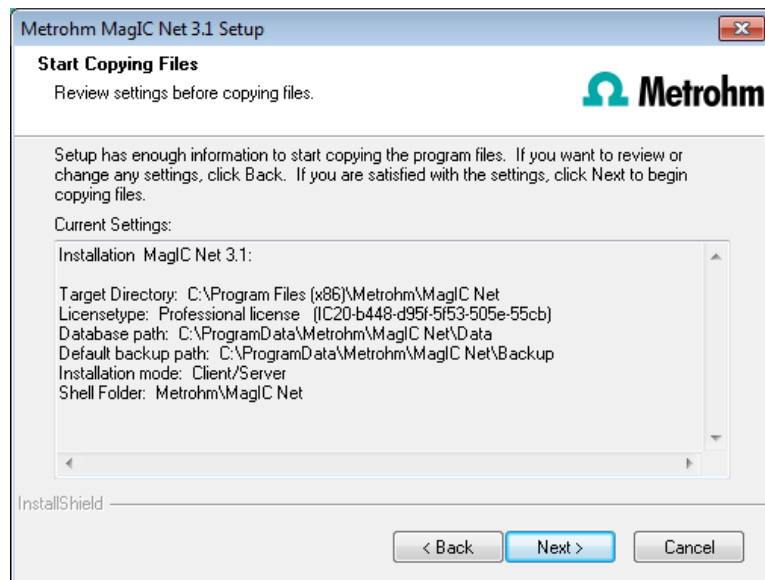 Metrohm MagIC Net 3.1 Setup
Start Copying Files
Review settings before copying files.
Metrohm
Setup has enough information to start copying the program files.  If you want to review or
change any settings, click Back.  If you are satisfied with the settings, click Next to begin
copying files.
Current Settings:
Installation  MagIC Net 3.1:
Target Directory:  C:\Program Files (x86)\Metrohm\MagIC Net
Licensetype:  Professional license   (IC20-b448-d95f-5f53-505e-55cb)
Database path:  C:\ProgramData\Metrohm\MagIC Net\Data
Default backup path:  C:\ProgramData\Metrohm\MagIC Net\Backup
Installation mode:  Client/Server
Shell Folder:  Metrohm\MagIC Net
InstallShield
< Back
Next >
Cancel